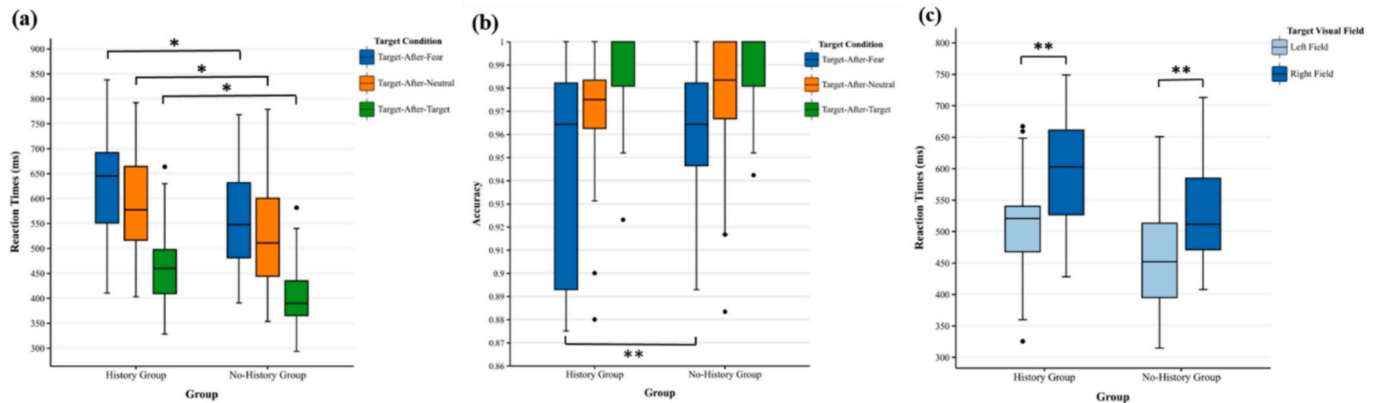 (a)
Reaction Times (ms)
900
850
800
750
700
650
600
550
500
450
400
350
300
*
*
*
Target Condition
Target-After-Fear
Target-After-Neutral
Target-After-Target
History Group
No-History Group
Group
(b)
Accuracy
1
0.99
0.98
0.97
0.96
0.95
0.94
0.93
0.92
0.91
0.9
0.89
0.88
0.87
0.86
**
Target Condition
Target-After-Fear
Target-After-Neutral
Target-After-Target
History Group
No-History Group
Group
(c)
Reaction Times (ms)
800
750
700
650
600
550
500
450
400
350
300
**
**
Target Visual Field
Left Field
Right Field
History Group
No-History Group
Group